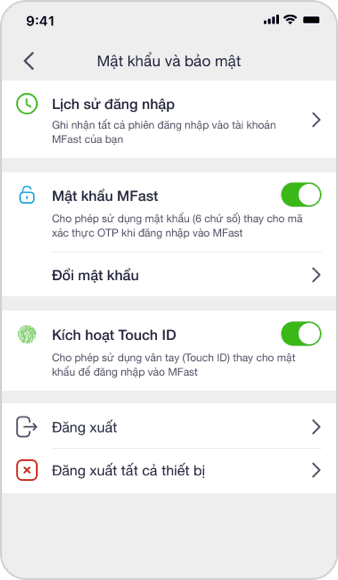 9:41
Mật khẩu và bảo mật
Lịch sử đăng nhập
Ghi nhận tất cả phiên đăng nhập vào tài khoản
MFast của bạn
Mật khẩu MFast
Cho phép sử dụng mật khẩu (6 chứ số) thay cho mã
xác thực OTP khi đăng nhập vào MFast
Đổi mật khẩu
Kích hoạt Touch ID
Cho phép sử dụng vân tay (Touch ID) thay cho mật
khẩu để đăng nhập vào MFast
Đăng xuất
Đăng xuất tất cả thiết bị